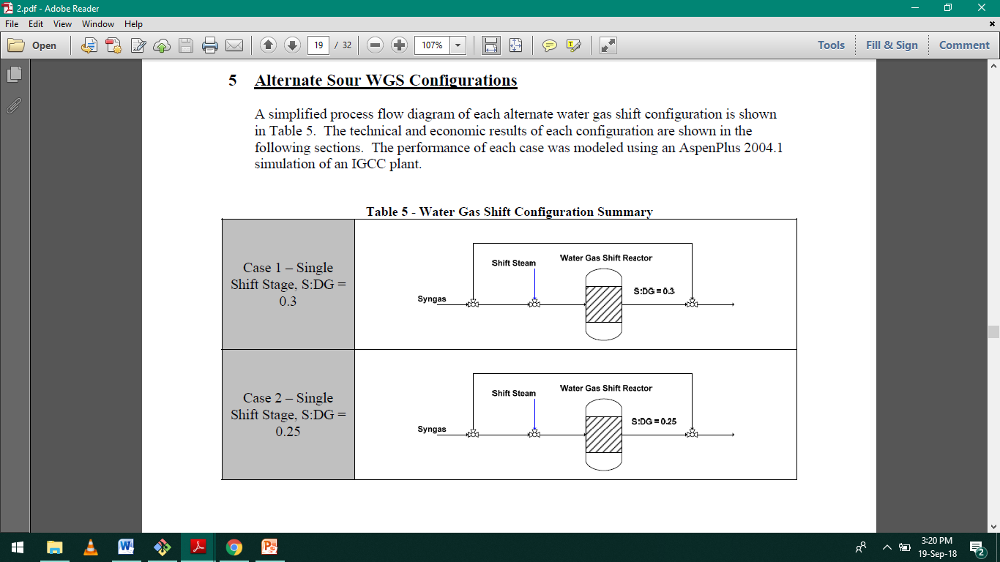 2.pdf - Adobe Reader
File Edit View Window Help
Open 19 / 32 107% Tools Fill & Sign Comment
5 Alternate Sour WGS Configurations
A simplified process flow diagram of each alternate water gas shift configuration is shown
in Table 5. The technical and economic results of each configuration are shown in the
following sections. The performance of each case was modeled using an AspenPlus 2004.1
simulation of an IGCC plant.
Table 5 - Water Gas Shift Configuration Summary
Case 1 – Single
Shift Stage, S:DG =
0.3
Shift Steam
Water Gas Shift Reactor
S:DG = 0.3
Syngas
Case 2 – Single
Shift Stage, S:DG =
0.25
Shift Steam
Water Gas Shift Reactor
S:DG = 0.25
Syngas
3:20 PM
19-Sep-18
2